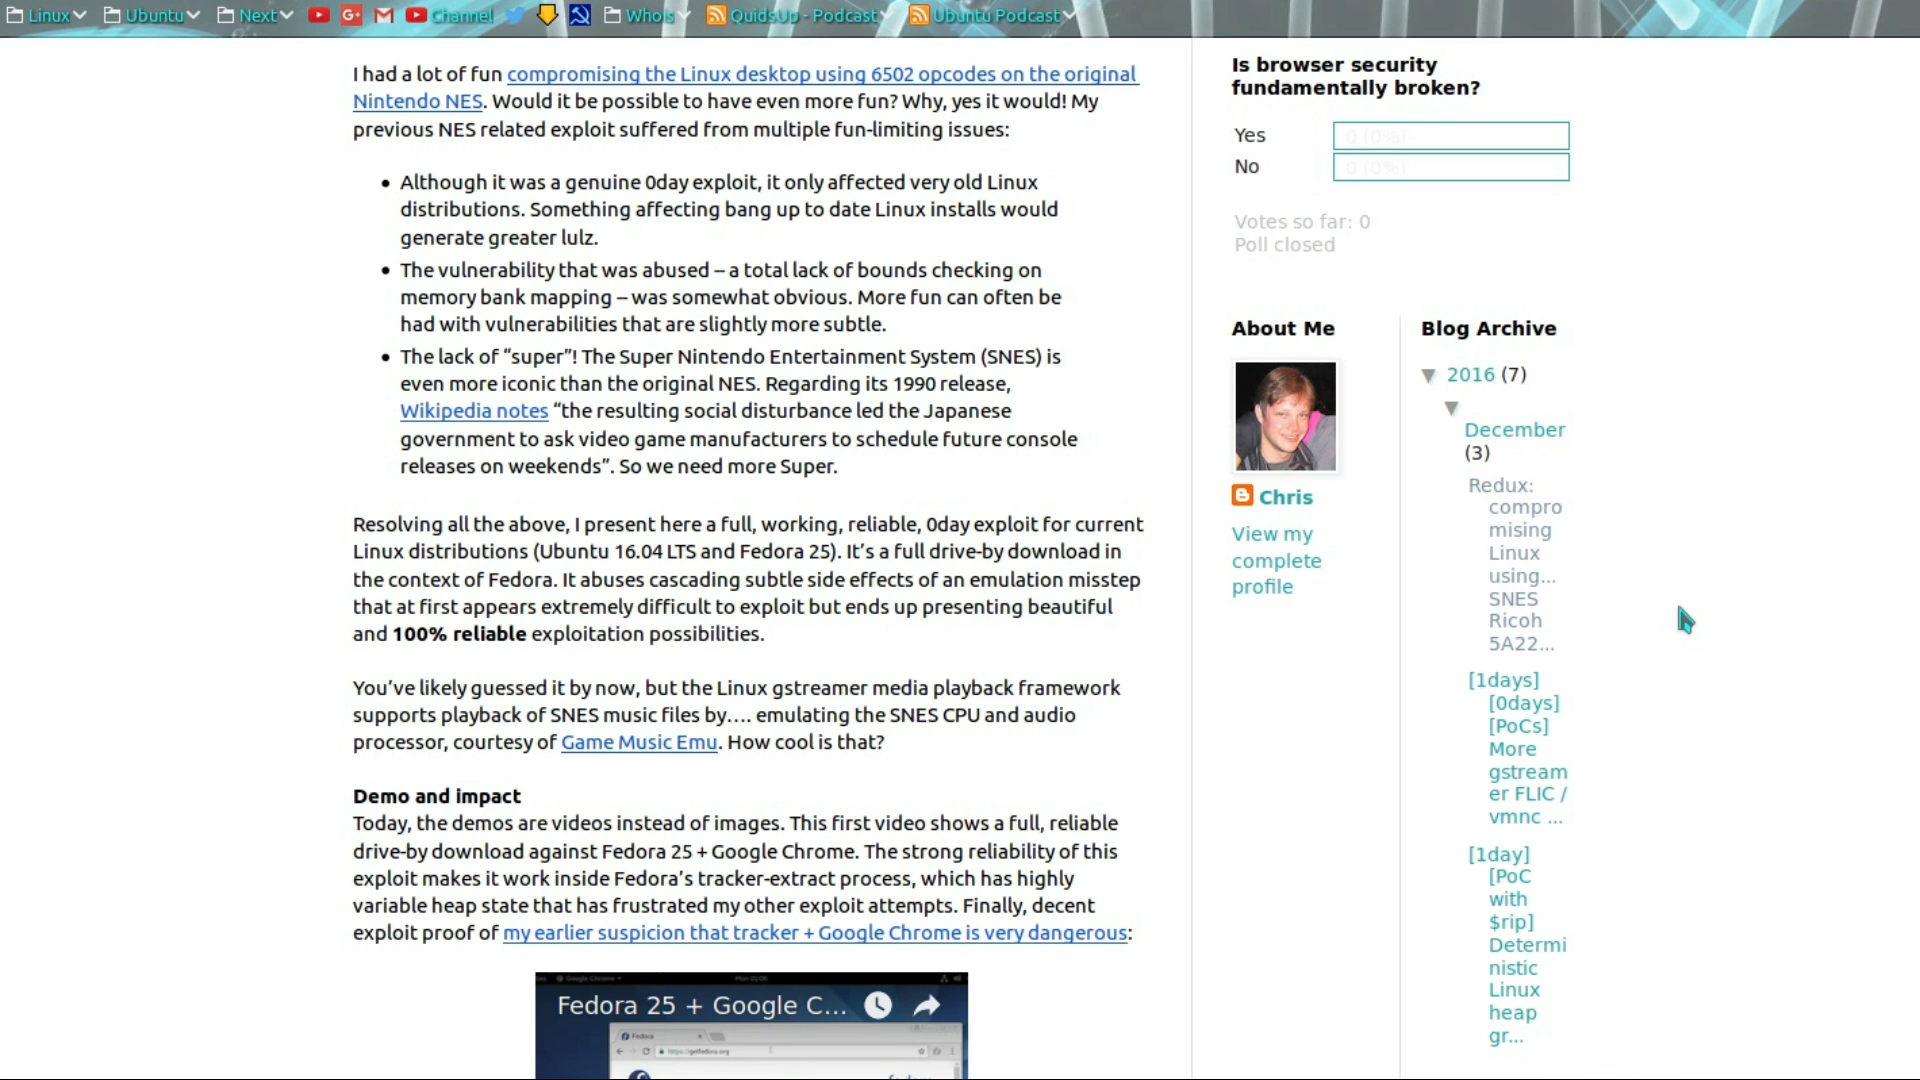 Linux Ubuntu Next Channel Whois QuidsUp - Podcast Ubuntu Podcast
I had a lot of fun compromising the Linux desktop using 6502 opcodes on the original
Nintendo NES. Would it be possible to have even more fun? Why, yes it would! My
previous NES related exploit suffered from multiple fun-limiting issues:
• Although it was a genuine 0day exploit, it only affected very old Linux
distributions. Something affecting bang up to date Linux installs would
generate greater lulz.
• The vulnerability that was abused – a total lack of bounds checking on
memory bank mapping – was somewhat obvious. More fun can often be
had with vulnerabilities that are slightly more subtle.
• The lack of “super”! The Super Nintendo Entertainment System (SNES) is
even more iconic than the original NES. Regarding its 1990 release,
Wikipedia notes “the resulting social disturbance led the Japanese
government to ask video game manufacturers to schedule future console
releases on weekends”. So we need more Super.
Resolving all the above, I present here a full, working, reliable, 0day exploit for current
Linux distributions (Ubuntu 16.04 LTS and Fedora 25). It’s a full drive-by download in
the context of Fedora. It abuses cascading subtle side effects of an emulation misstep
that at first appears extremely difficult to exploit but ends up presenting beautiful
and 100% reliable exploitation possibilities.
You’ve likely guessed it by now, but the Linux gstreamer media playback framework
supports playback of SNES music files by…. emulating the SNES CPU and audio
processor, courtesy of Game Music Emu. How cool is that?
Demo and impact
Today, the demos are videos instead of images. This first video shows a full, reliable
drive-by download against Fedora 25 + Google Chrome. The strong reliability of this
exploit makes it work inside Fedora’s tracker-extract process, which has highly
variable heap state that has frustrated my other exploit attempts. Finally, decent
exploit proof of my earlier suspicion that tracker + Google Chrome is very dangerous:
Google Chrome
Fedora 25 + Google C...
Fedora
https://getfedora.org
Is browser security
fundamentally broken?
Yes 0 (0%)
No 0 (0%)
Votes so far: 0
Poll closed
About Me
Chris
View my
complete
profile
Blog Archive
▼ 2016 (7)
▼
December
(3)
Redux:
compro
mising
Linux
using...
SNES
Ricoh
5A22...
[1days]
[0days]
[PoCs]
More
gstream
er FLIC /
vmnc ...
[1day]
[PoC
with
$rip]
Determi
nistic
Linux
heap
gr...